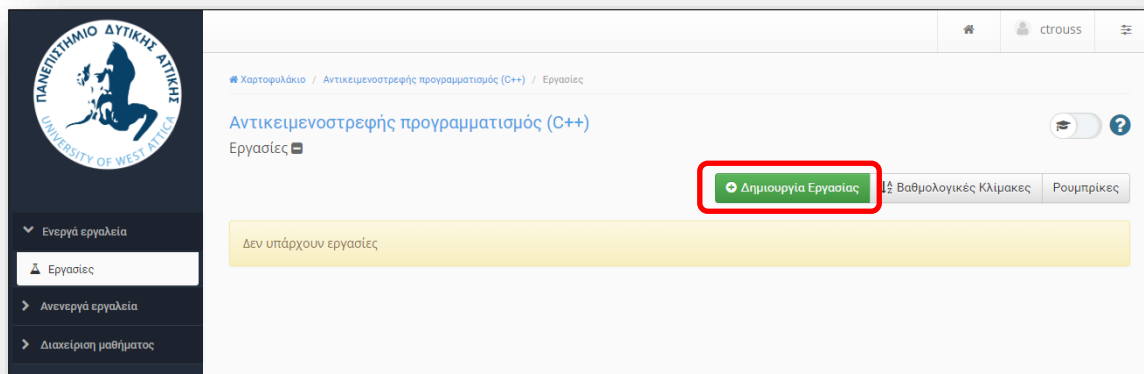 ΠΑΝΕΠΙΣΤΗΜΙΟ ΔΥΤΙΚΗΣ ΑΤΤΙΚΗΣ
UNIVERSITY OF WEST ATTICA
ctrouss
Χαρτοφυλάκιο / Αντικειμενοστρεφής προγραμματισμός (C++) / Εργασίες
Αντικειμενοστρεφής προγραμματισμός (C++)
Εργασίες
Δημιουργία Εργασίας Βαθμολογικές Κλίμακες Ρουμπρίκες
Δεν υπάρχουν εργασίες
Ενεργά εργαλεία
Εργασίες
Ανενεργά εργαλεία
Διαχείριση μαθήματος